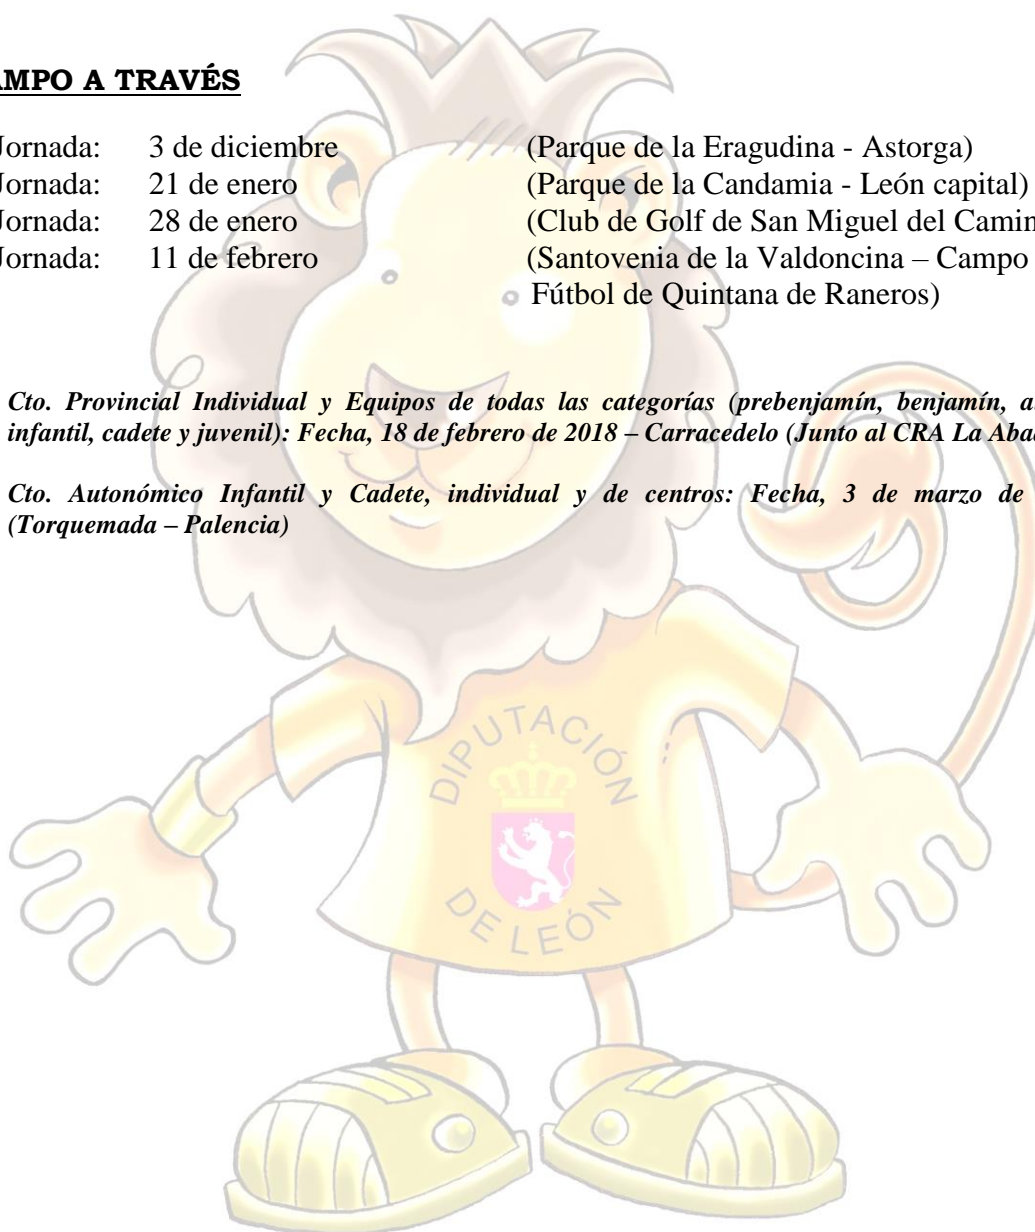 AMPO A TRAVÉS
Jornada: 3 de diciembre (Parque de la Eragudina - Astorga)
Jornada: 21 de enero (Parque de la Candamia - León capital)
Jornada: 28 de enero (Club de Golf de San Miguel del Camin
Jornada: 11 de febrero (Santovenia de la Valdoncina – Campo
Fútbol de Quintana de Raneros)
Cto. Provincial Individual y Equipos de todas las categorías (prebenjamín, benjamín, a
infantil, cadete y juvenil): Fecha, 18 de febrero de 2018 – Carracedelo (Junto al CRA La Aba
Cto. Autonómico Infantil y Cadete, individual y de centros: Fecha, 3 de marzo de
(Torquemada – Palencia)
DIPUTACIÓN
DE LEÓN